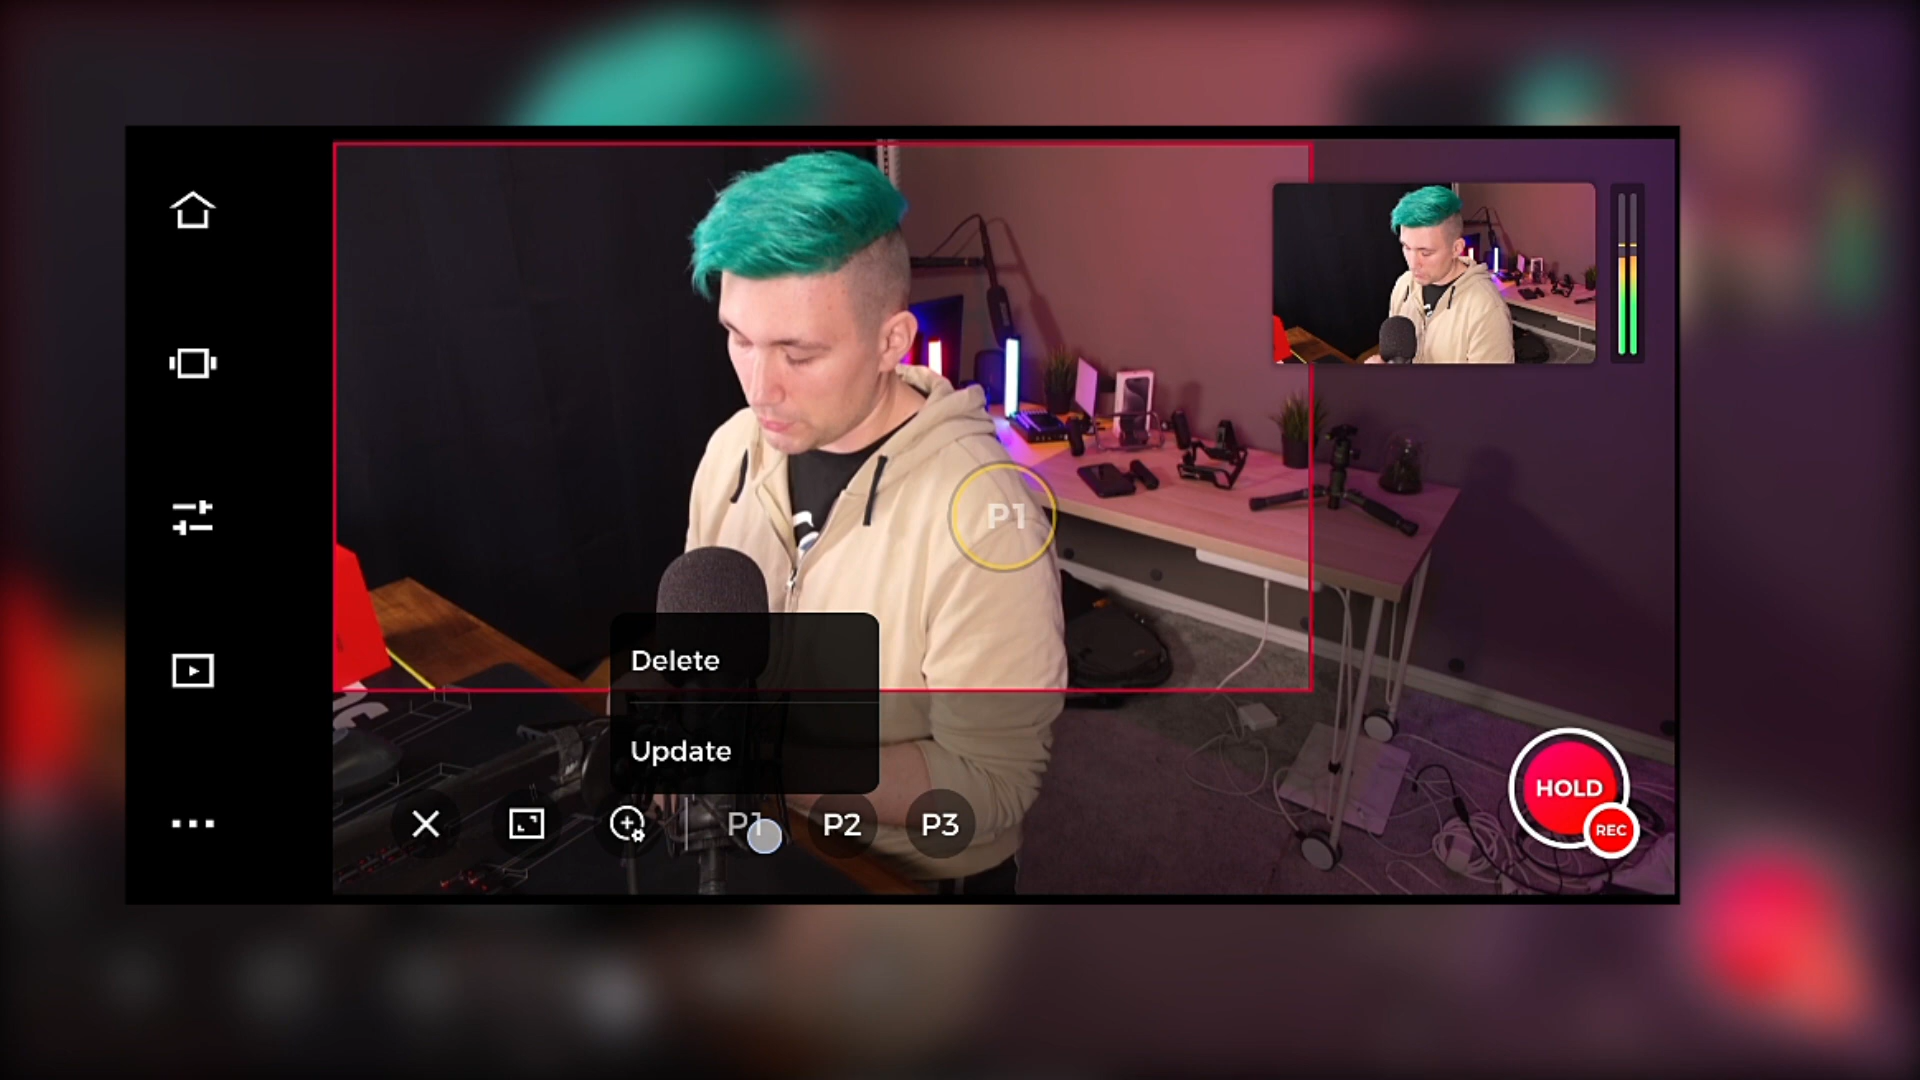 P1
Delete
Update
P1
P2
P3
HOLD
REC